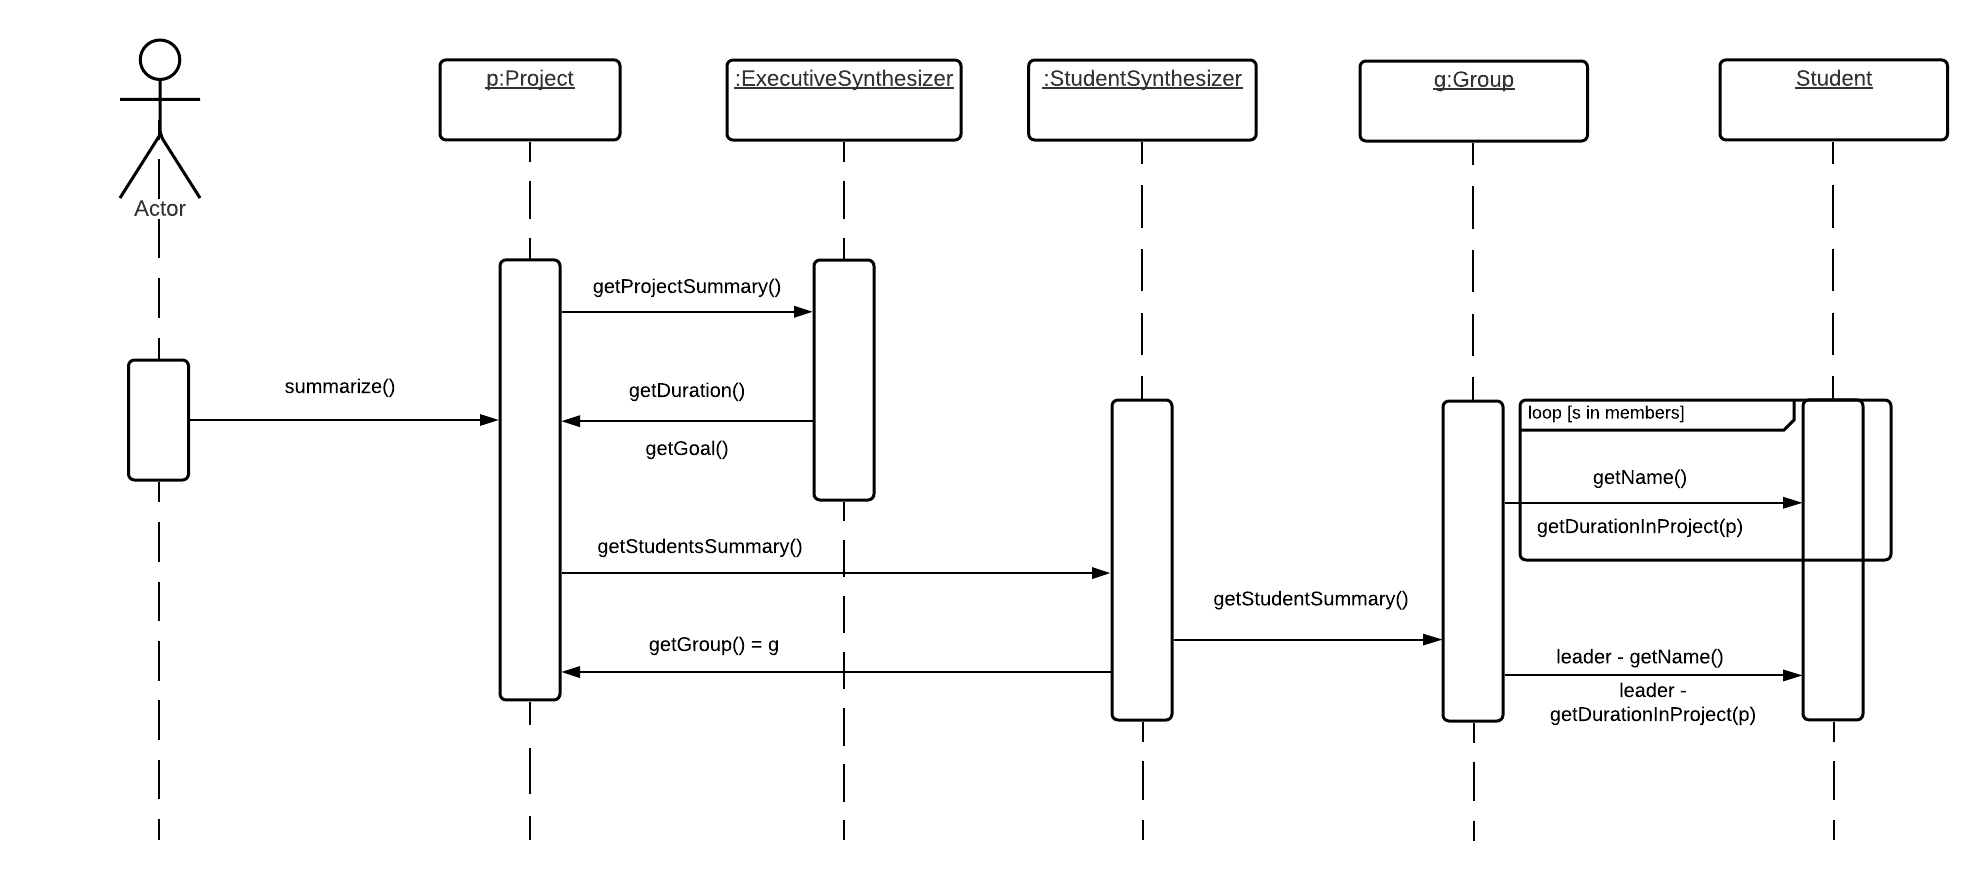 p:Project
:ExecutiveSynthesizer
:StudentSynthesizer
g:Group
Student
Actor
getProjectSummary()
summarize()
getDuration()
getGoal()
loop [s in members]
getName()
getDurationInProject(p)
getStudentsSummary()
getStudentSummary()
getGroup() = g
leader - getName()
leader -
getDurationInProject(p)